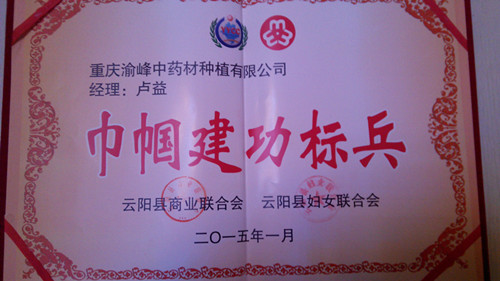 重庆渝峰中药材种植有限公司
经理：卢益
巾帼建功标兵
云阳县商业联合会 云阳县妇女联合会
二〇一五年一月